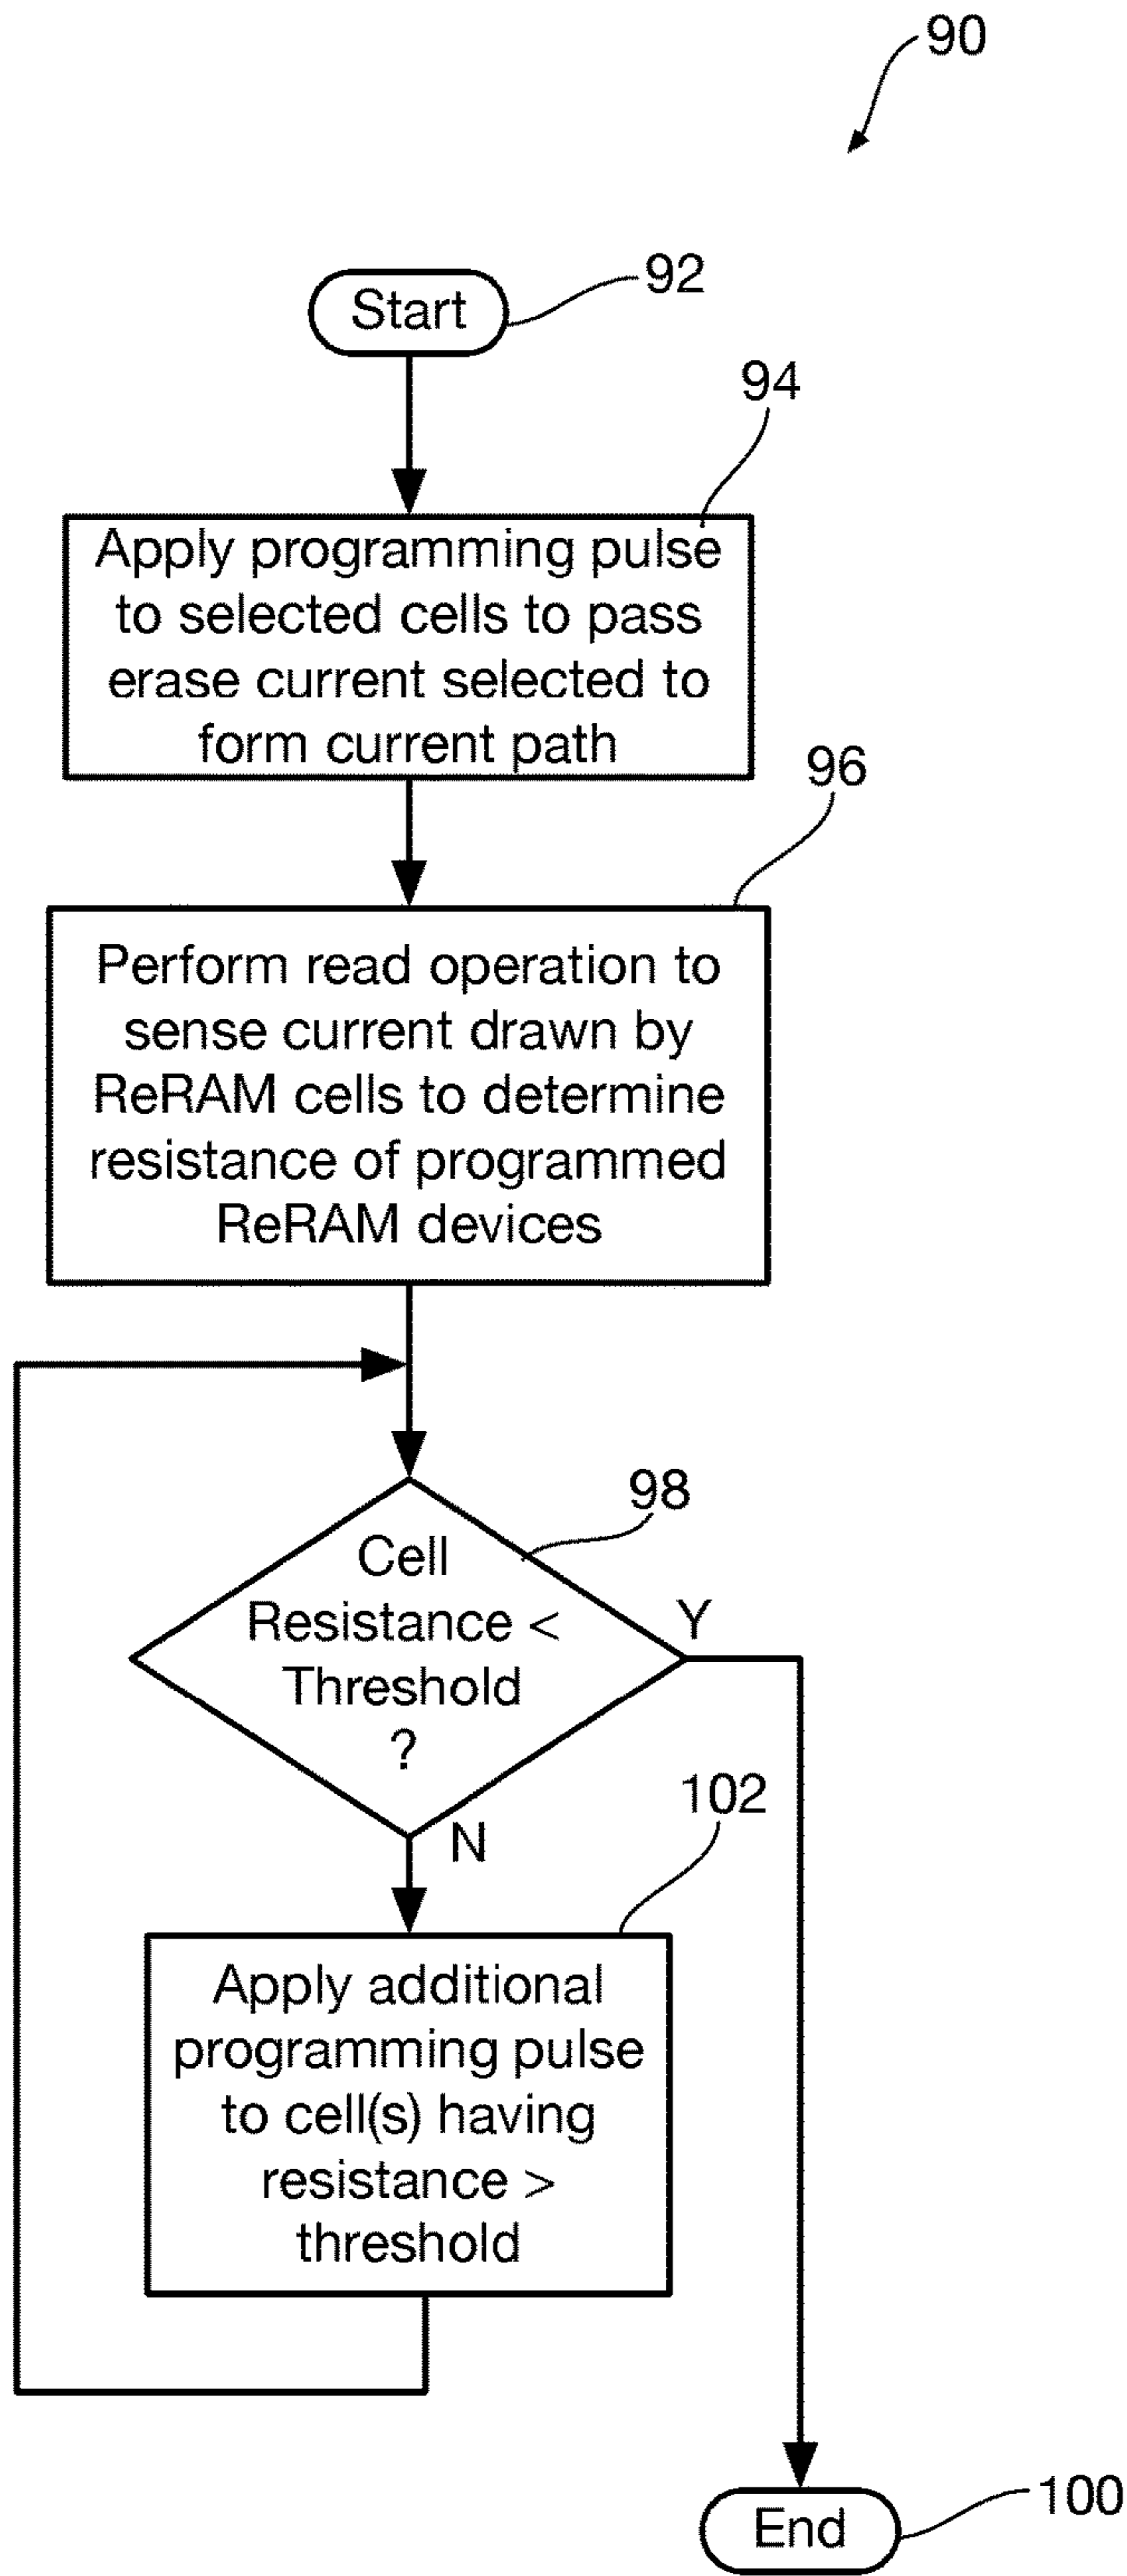 90
Start
92
94
Apply programming pulse
to selected cells to pass
erase current selected to
form current path
96
Perform read operation to
sense current drawn by
ReRAM cells to determine
resistance of programmed
ReRAM devices
98
Cell
Resistance <
Threshold
?
Y
N
102
Apply additional
programming pulse
to cell(s) having
resistance >
threshold
End
100